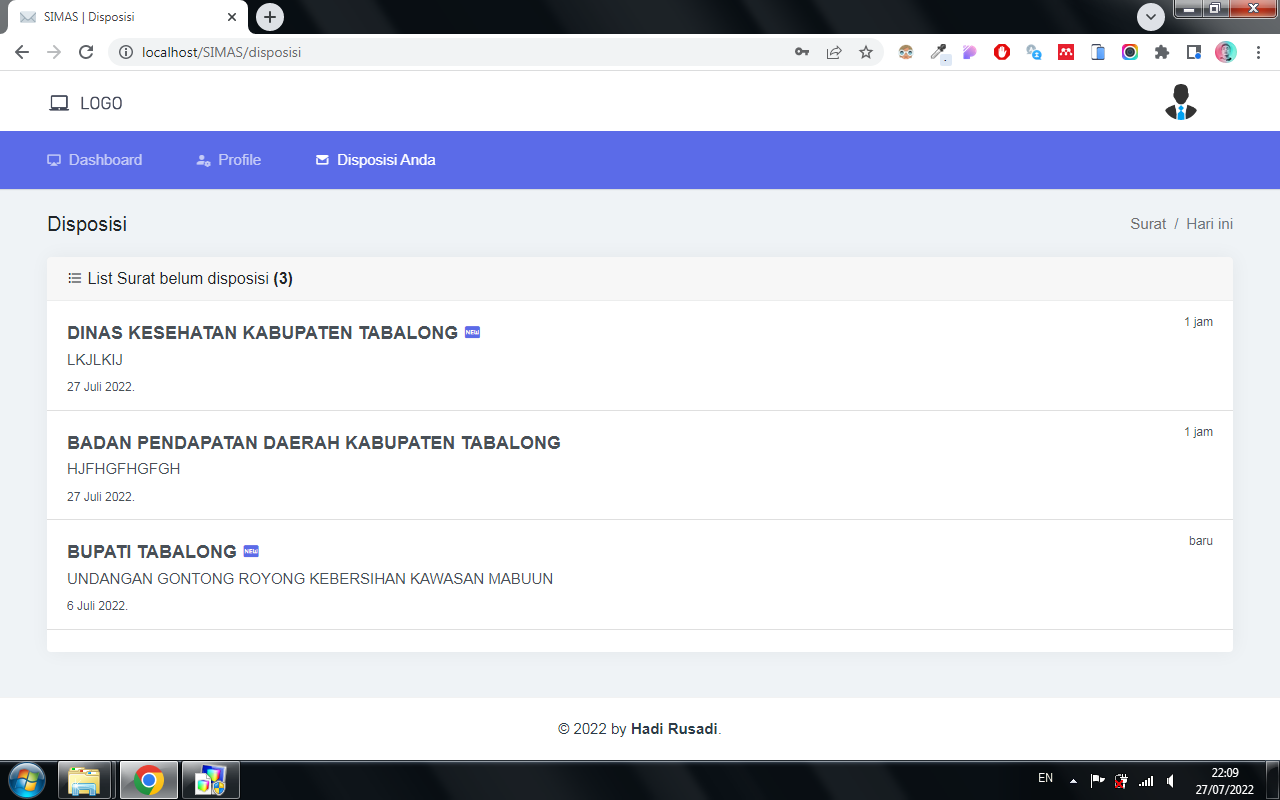 SIMAS | Disposisi
localhost/SIMAS/disposisi
LOGO
Dashboard
Profile
Disposisi Anda
Disposisi
Surat / Hari ini
List Surat belum disposisi (3)
DINAS KESEHATAN KABUPATEN TABALONG NEW
1 jam
LKJLKIJ
27 Juli 2022.
BADAN PENDAPATAN DAERAH KABUPATEN TABALONG
1 jam
HJFHGFHGFGH
27 Juli 2022.
BUPATI TABALONG NEW
baru
UNDANGAN GONTONG ROYONG KEBERSIHAN KAWASAN MABUUN
6 Juli 2022.
© 2022 by Hadi Rusadi.
EN
22:09
27/07/2022